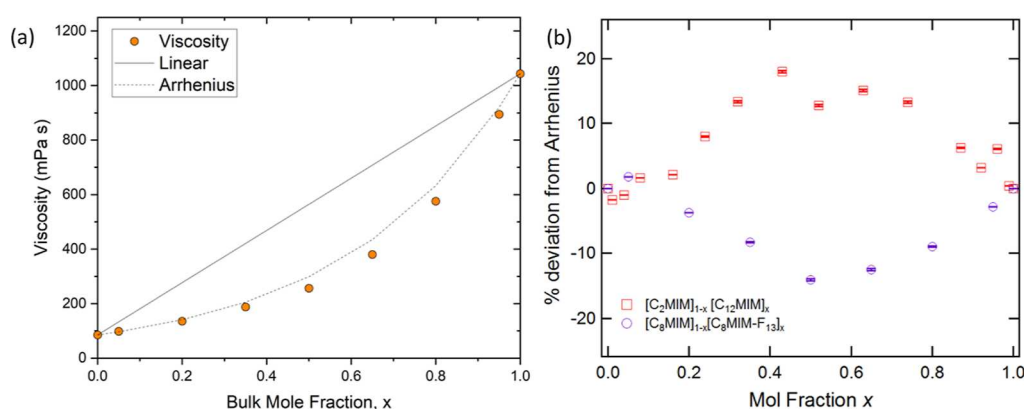 (a)
Viscosity (mPa s)
1200
1000
800
600
400
200
0
Viscosity
Linear
Arrhenius
0.0 0.2 0.4 0.6 0.8 1.0
Bulk Mole Fraction, x
(b)
% deviation from Arrhenius
20
10
0
-10
-20
[C₂MIM]₁₋ₓ [C₁₂MIM]ₓ
[C₈MIM]₁₋ₓ[C₈MIM-F₁₃]ₓ
0.0 0.2 0.4 0.6 0.8 1.0
Mol Fraction x